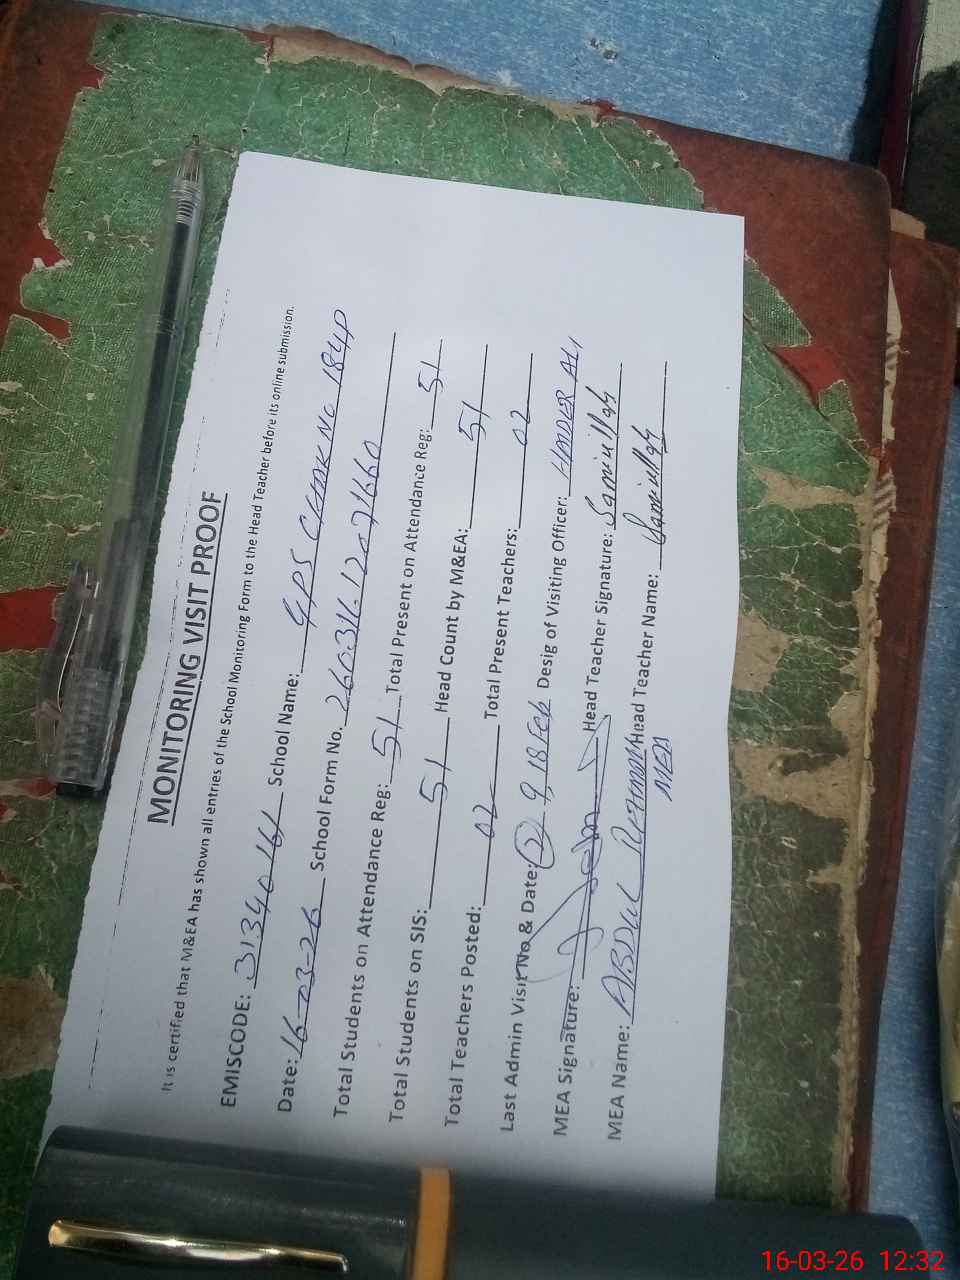 MONITORING VISIT PROOF
It is certified that M&EA has shown all entries of the School Monitoring Form to the Head Teacher before its online submission.
EMISCODE: 31340161 School Name: GPS Chak No 184P
Date: 16-03-26 School Form No. 260316120271660
Total Students on Attendance Reg: 51 Total Present on Attendance Reg: 51
Total Students on SIS: 51 Head Count by M&EA: 51
Total Teachers Posted: 02 Total Present Teachers: 02
Last Admin Visit No & Date: 2 9, 18 Feb Desig of Visiting Officer: HAIDER ALI
MEA Signature: Head Teacher Signature: Samiullah
MEA Name: ABDUL REHMAN Head Teacher Name: Samiullah
MEA
16-03-26 12:32